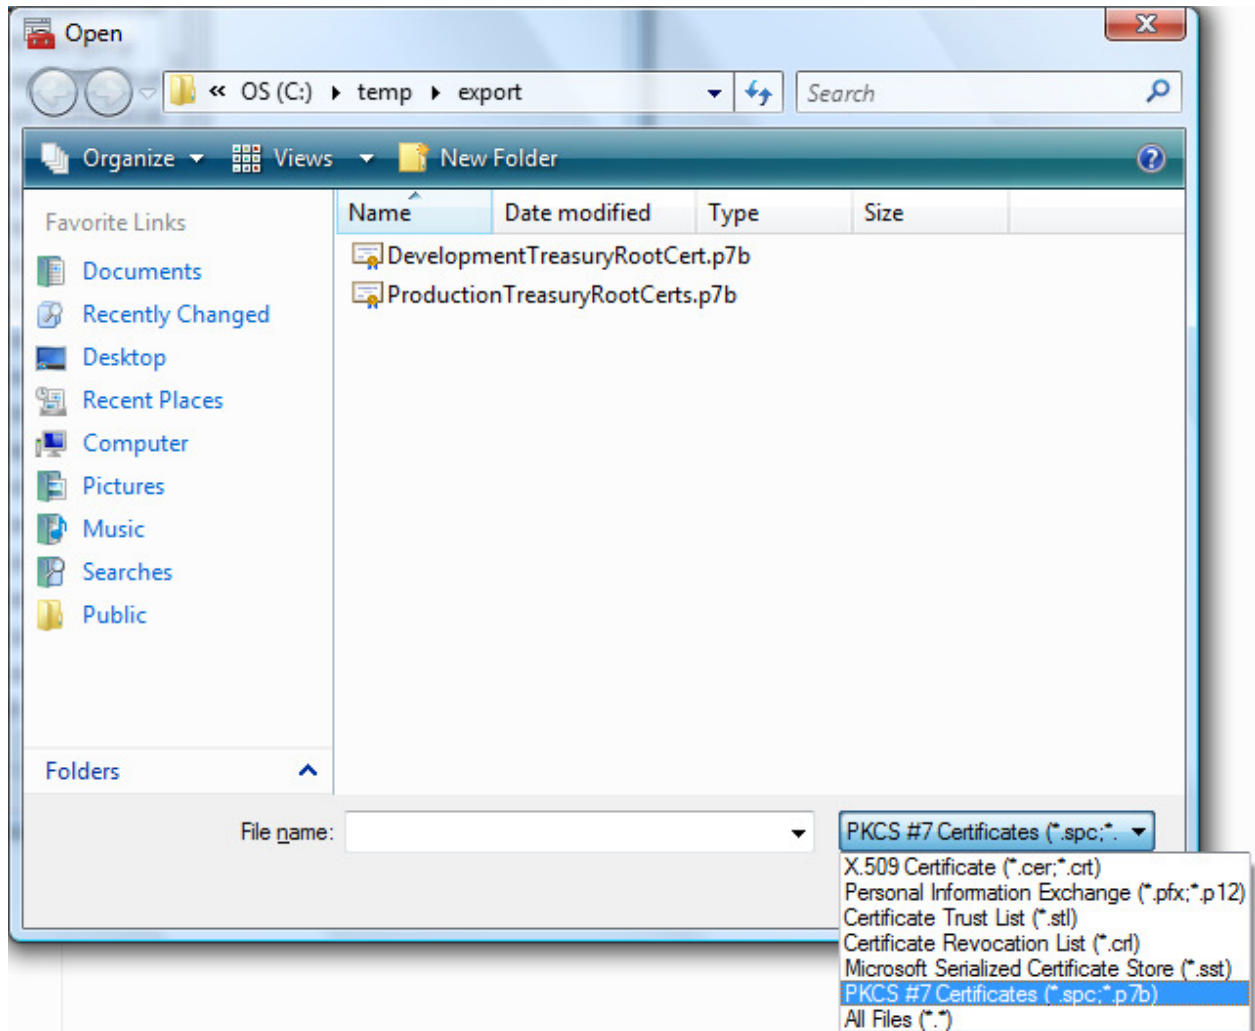 Open
« OS (C:) ▸ temp ▸ export
Search
Organize
Views
New Folder
Favorite Links
Documents
Recently Changed
Desktop
Recent Places
Computer
Pictures
Music
Searches
Public
Folders
Name Date modified Type Size
DevelopmentTreasuryRootCert.p7b
ProductionTreasuryRootCerts.p7b
File name:
PKCS #7 Certificates (*.spc;*.
X.509 Certificate (*.cer;*.crt)
Personal Information Exchange (*.pfx;*.p12)
Certificate Trust List (*.stl)
Certificate Revocation List (*.crl)
Microsoft Serialized Certificate Store (*.sst)
PKCS #7 Certificates (*.spc;*.p7b)
All Files (*.*)